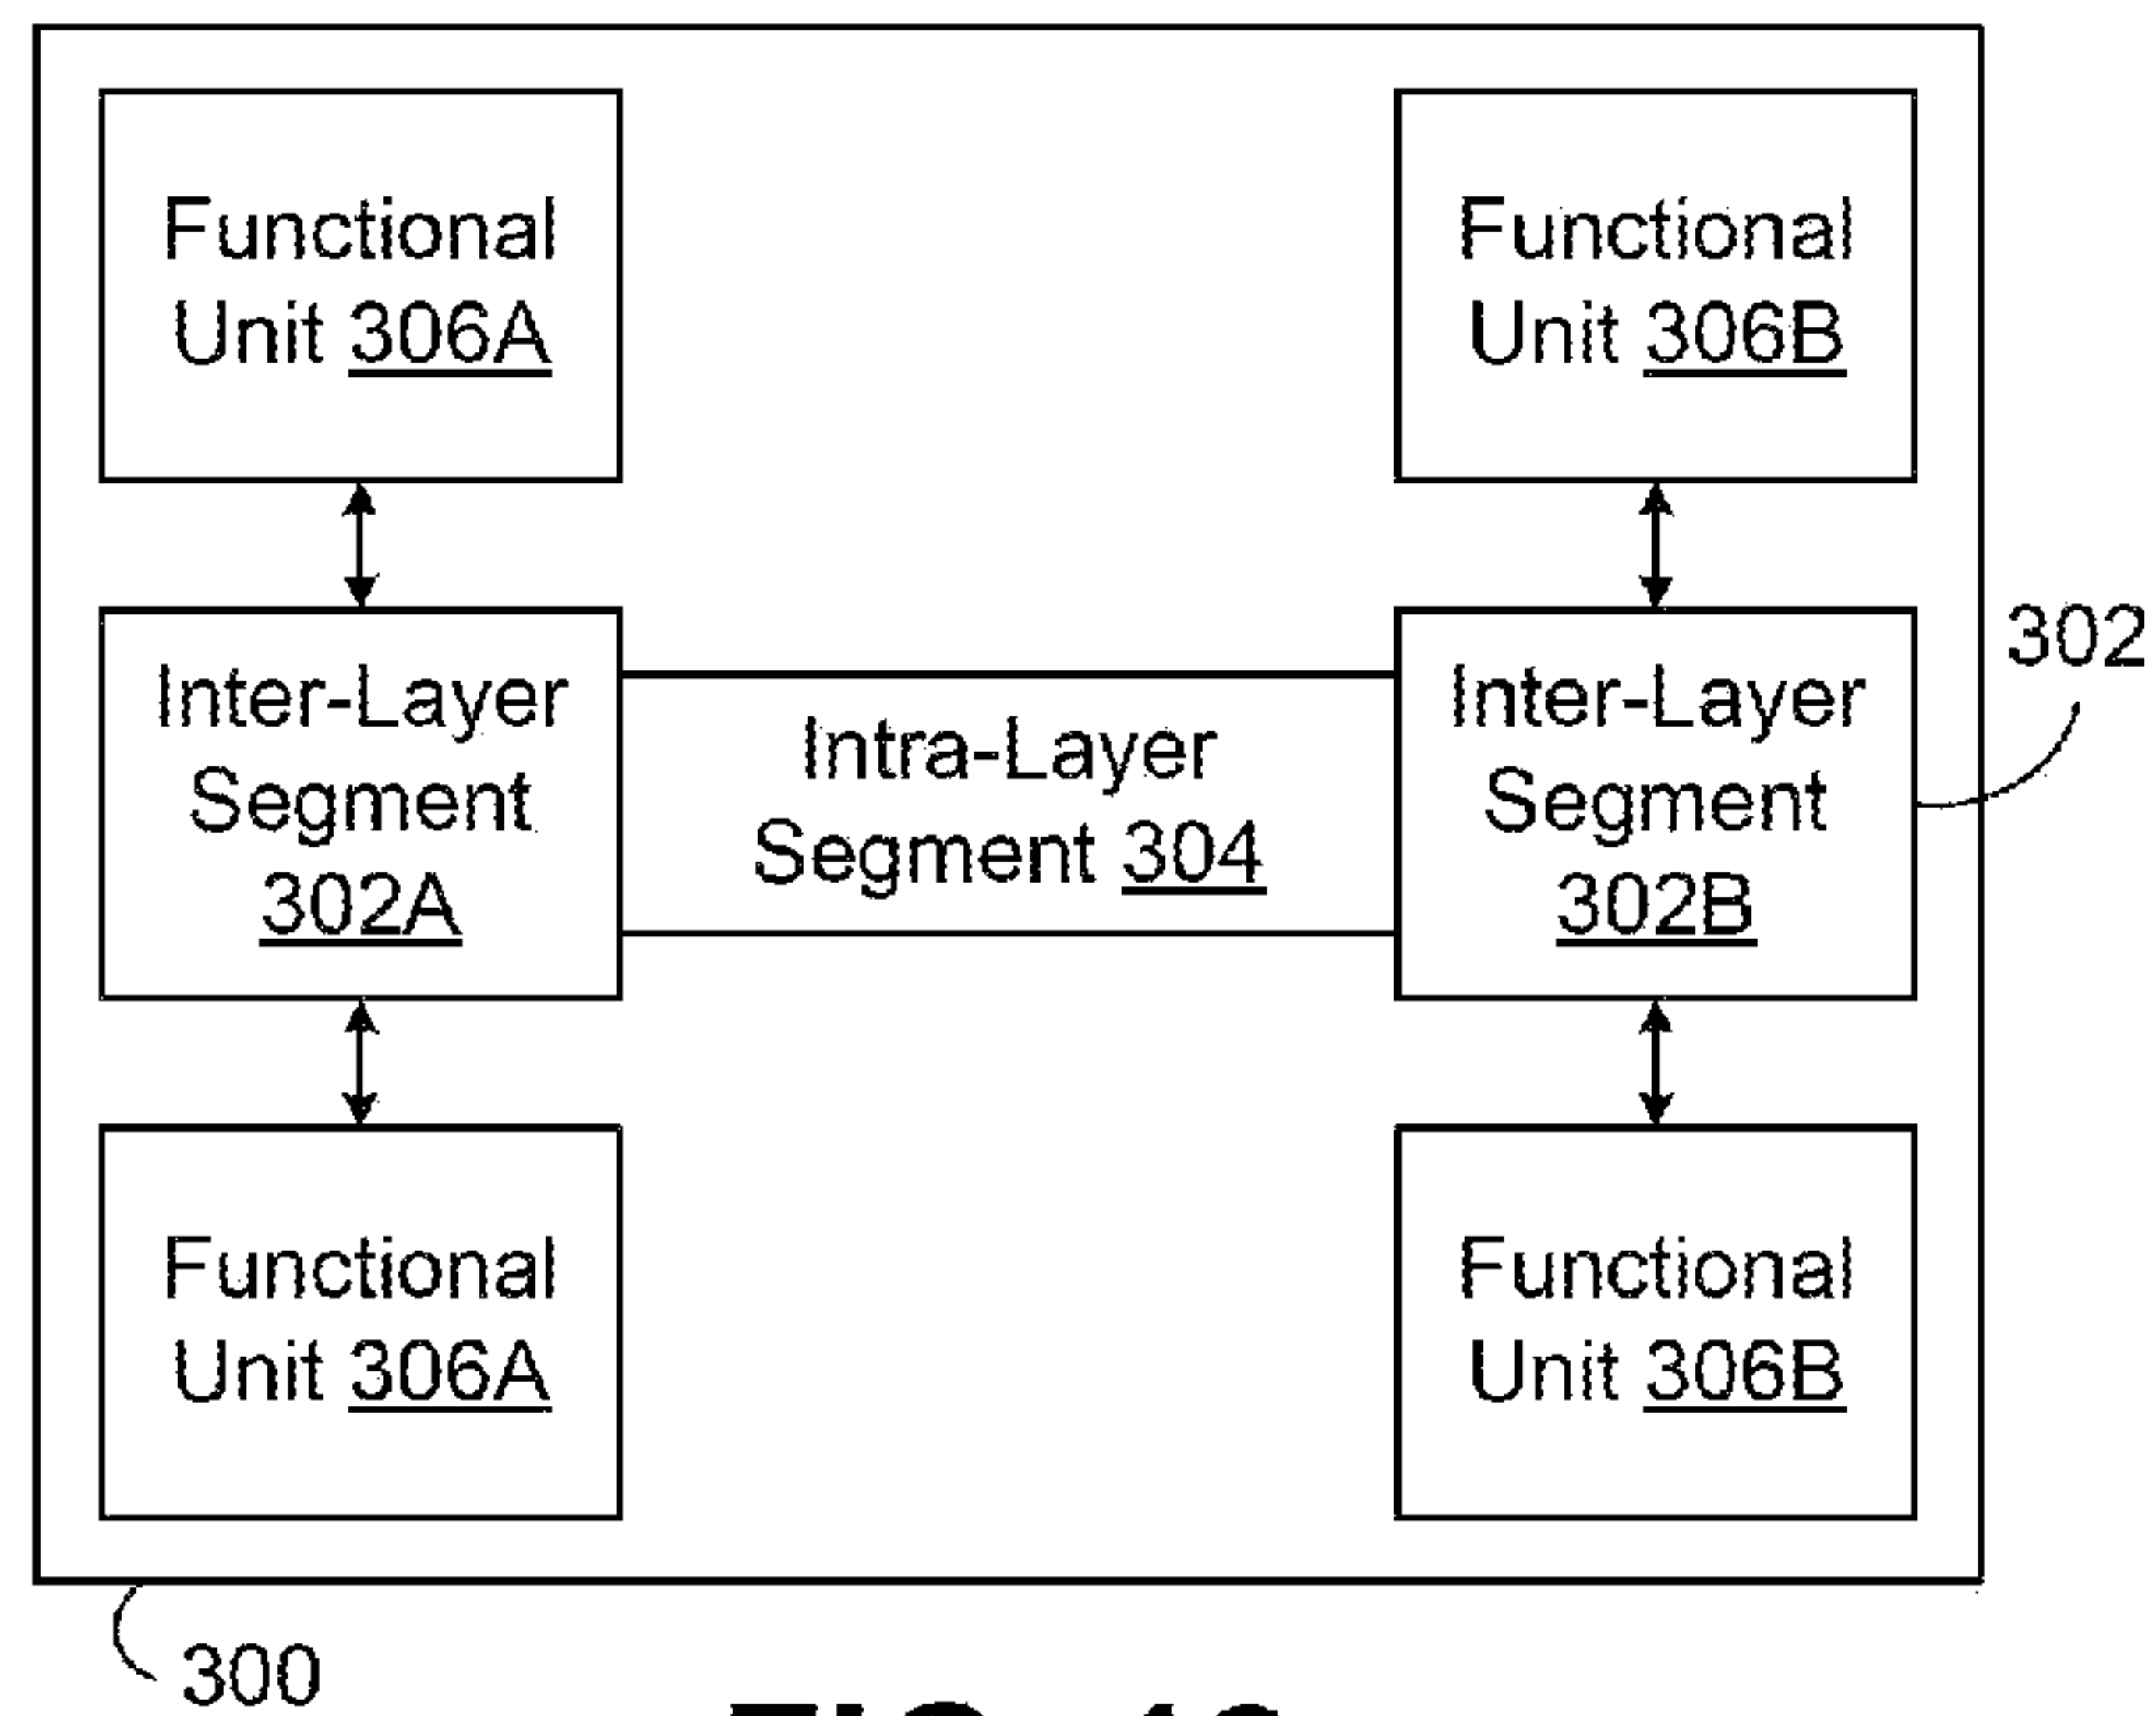 Functional
Unit 306A
Functional
Unit 306B
Inter-Layer
Segment
302A
Intra-Layer
Segment 304
Inter-Layer
Segment
302B
302
Functional
Unit 306A
Functional
Unit 306B
300